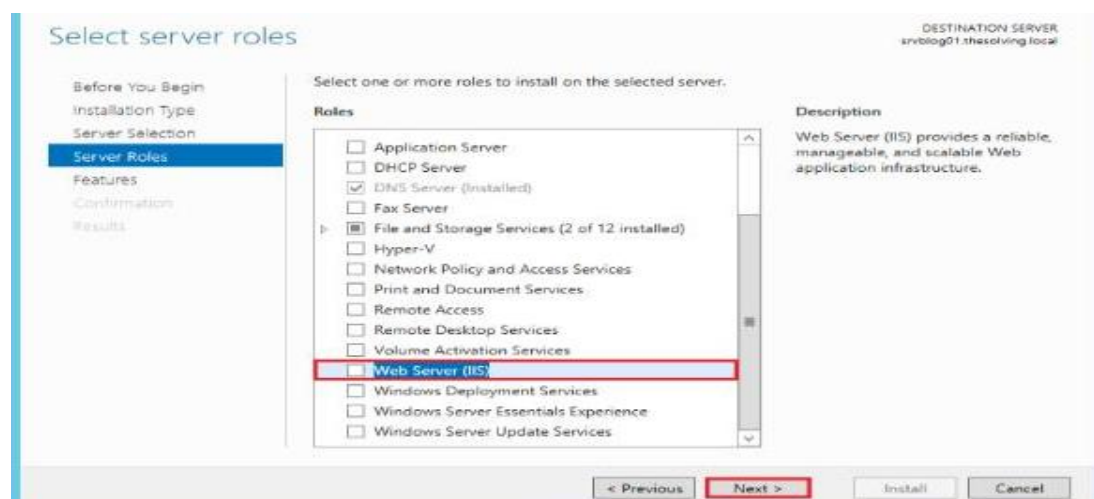 Select server roles
DESTINATION SERVER
srvblog01.thesolving.local
Before You Begin
Installation Type
Server Selection
Server Roles
Features
Confirmation
Results
Select one or more roles to install on the selected server.
Roles
Application Server
DHCP Server
DNS Server (Installed)
Fax Server
File and Storage Services (2 of 12 installed)
Hyper-V
Network Policy and Access Services
Print and Document Services
Remote Access
Remote Desktop Services
Volume Activation Services
Web Server (IIS)
Windows Deployment Services
Windows Server Essentials Experience
Windows Server Update Services
Description
Web Server (IIS) provides a reliable,
manageable, and scalable Web
application infrastructure.
< Previous
Next >
Install
Cancel